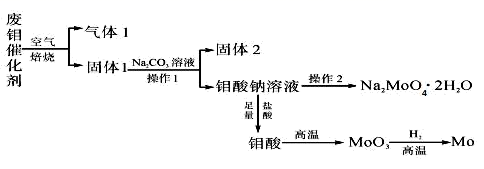 废钼催化剂
空气
焙烧
气体1
固体1
Na₂CO₃溶液
操作1
固体2
钼酸钠溶液
操作2
Na₂MoO₄·2H₂O
足量
盐酸
钼酸
高温
MoO₃
H₂
高温
Mo